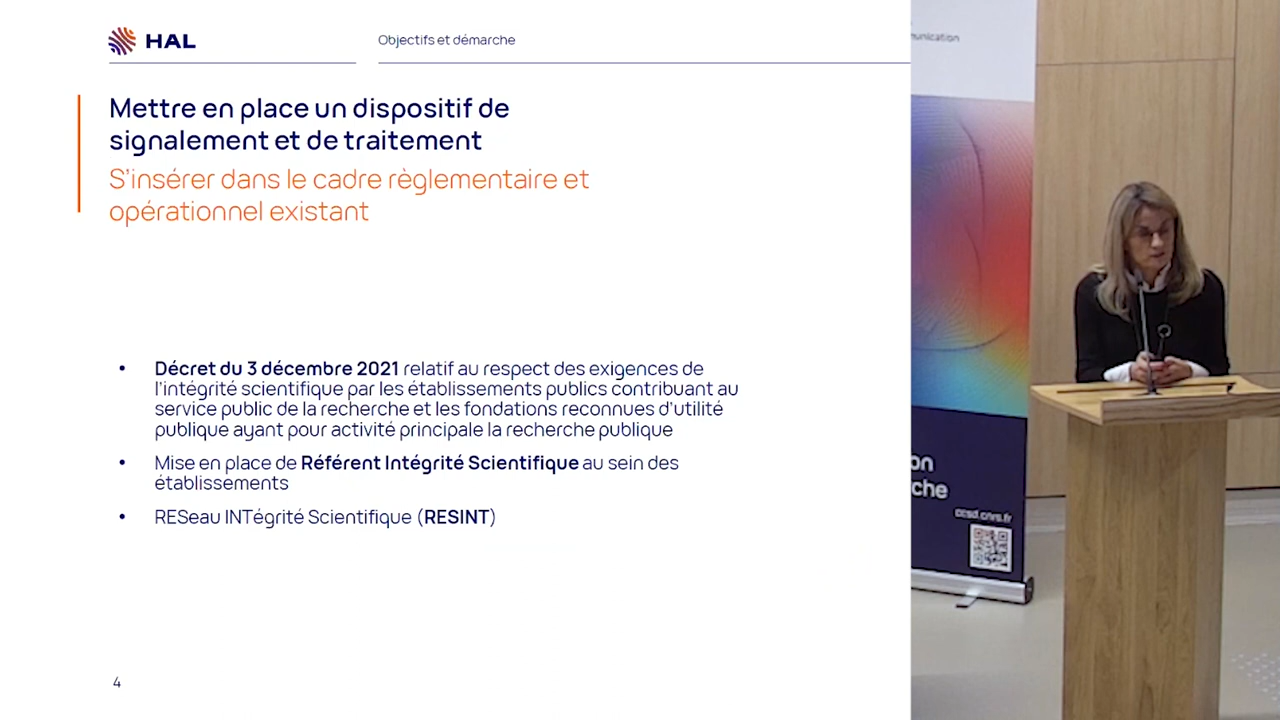 HAL
Objectifs et démarche
Mettre en place un dispositif de
signalement et de traitement
S'insérer dans le cadre règlementaire et
opérationnel existant
• Décret du 3 décembre 2021 relatif au respect des exigences de
l'intégrité scientifique par les établissements publics contribuant au
service public de la recherche et les fondations reconnues d'utilité
publique ayant pour activité principale la recherche publique
• Mise en place de Référent Intégrité Scientifique au sein des
établissements
• RESeau INTégrité Scientifique (RESINT)
4
ccsd.cnrs.fr